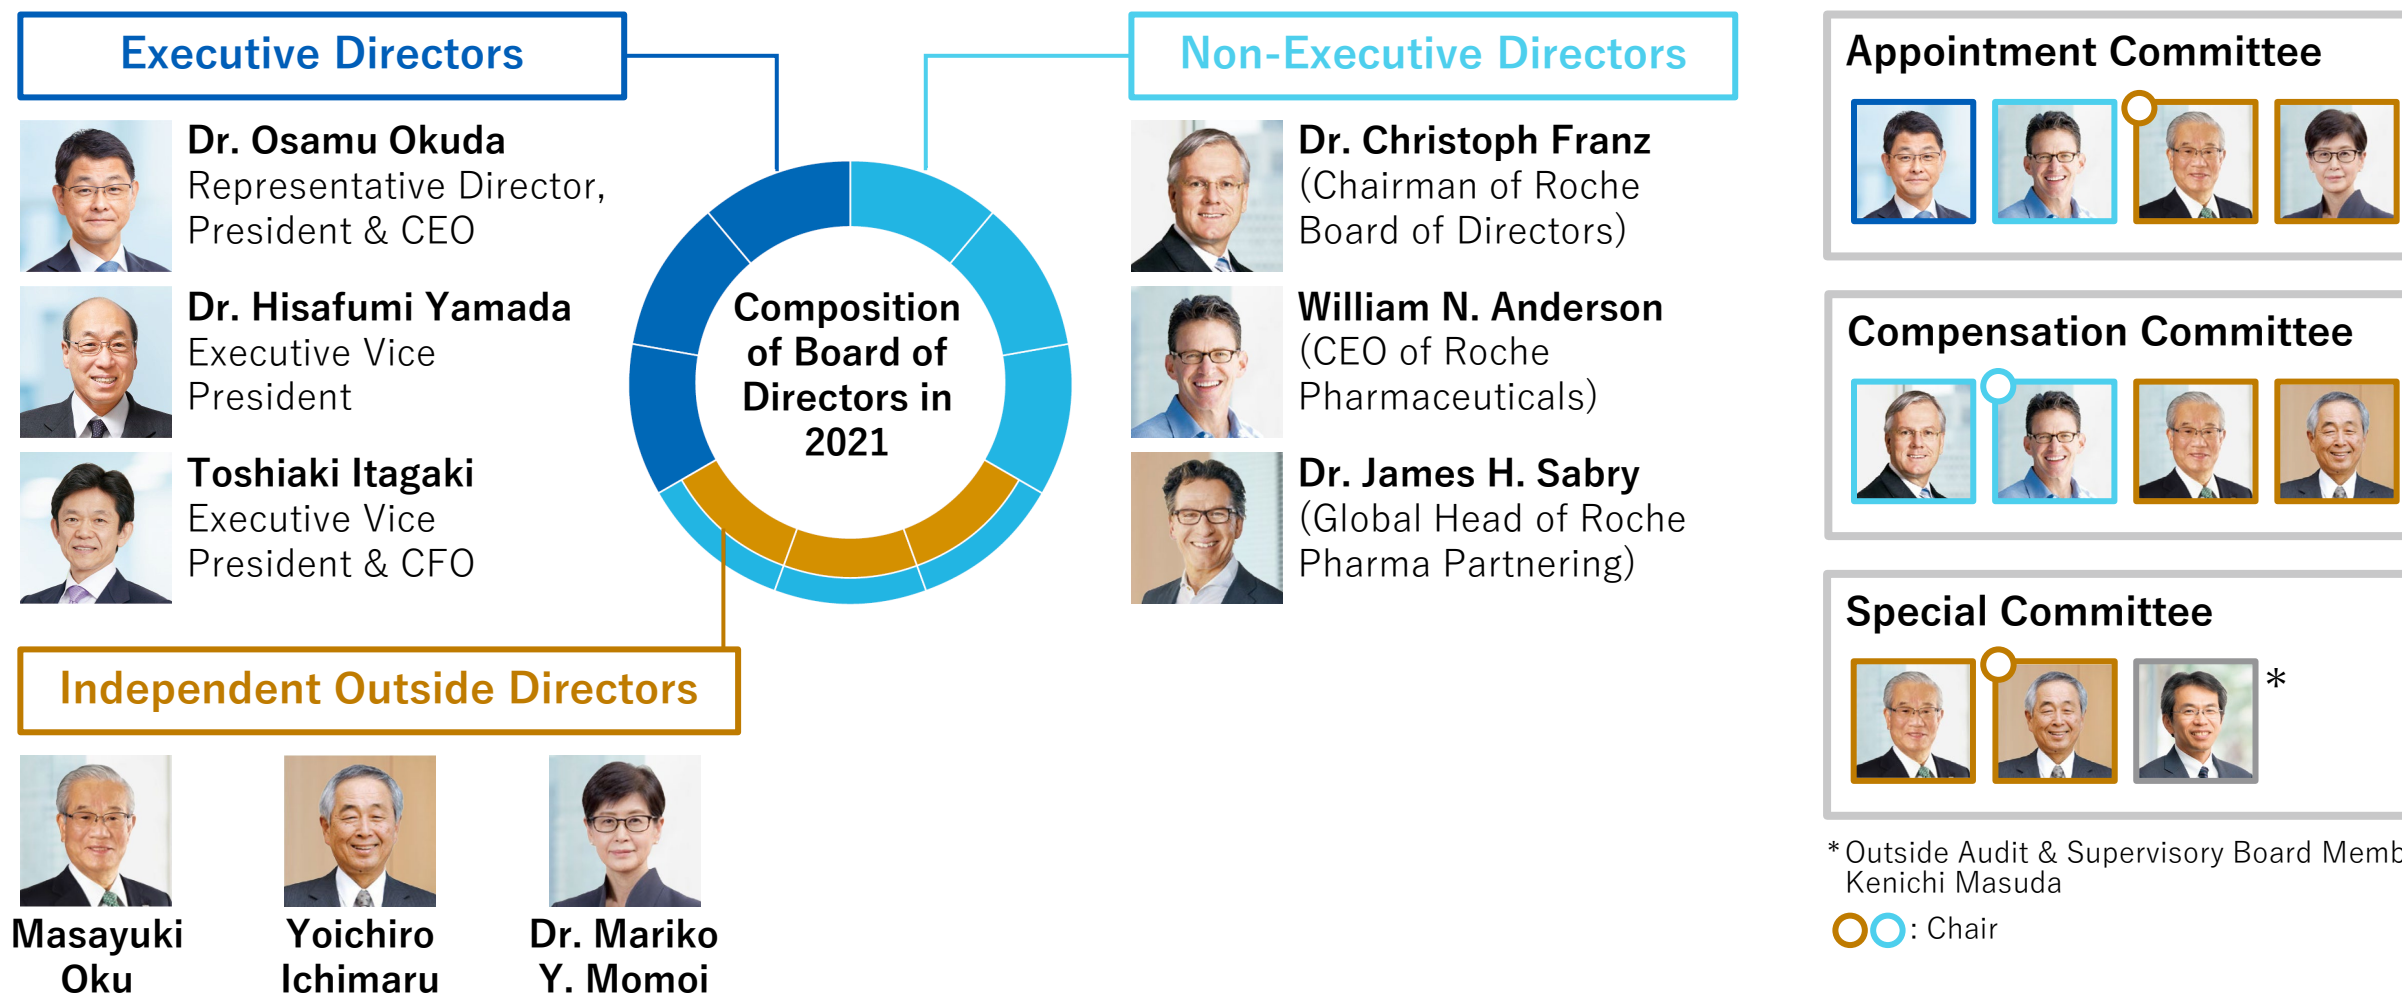 Executive Directors
Dr. Osamu Okuda
Representative Director,
President & CEO
Dr. Hisafumi Yamada
Executive Vice
President
Toshiaki Itagaki
Executive Vice
President & CFO
Composition
of Board of
Directors in
2021
Non-Executive Directors
Dr. Christoph Franz
(Chairman of Roche
Board of Directors)
William N. Anderson
(CEO of Roche
Pharmaceuticals)
Dr. James H. Sabry
(Global Head of Roche
Pharma Partnering)
Independent Outside Directors
Masayuki
Oku
Yoichiro
Ichimaru
Dr. Mariko
Y. Momoi
Appointment Committee
Compensation Committee
Special Committee
*
* Outside Audit & Supervisory Board Memb
Kenichi Masuda
: Chair